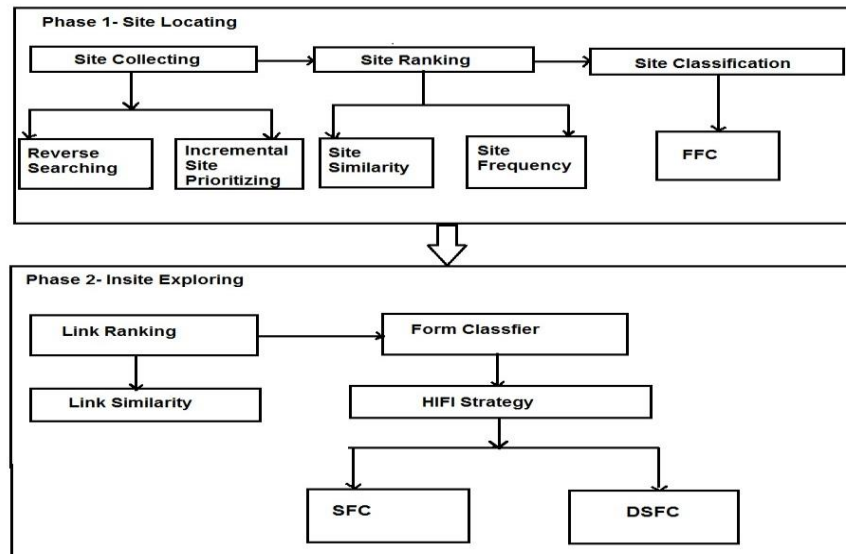 Phase 1- Site Locating
Site Collecting
Site Ranking
Site Classification
Reverse
Searching
Incremental
Site
Prioritizing
Site
Similarity
Site
Frequency
FFC
Phase 2- Insite Exploring
Link Ranking
Form Classfier
Link Similarity
HIFI Strategy
SFC
DSFC